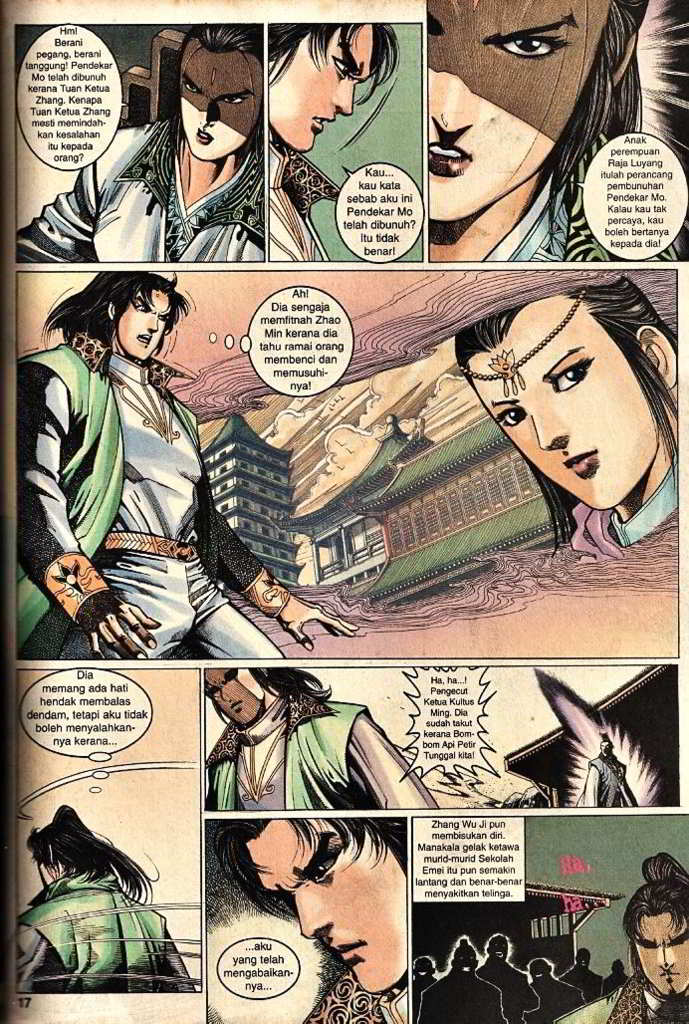 Hm!
Berani
pegang, berani
tanggung! Pendekar
Mo telah dibunuh
kerana Tuan Ketua
Zhang. Kenapa
Tuan Ketua Zhang
mesti memindah-
kan kesalahan
itu kepada
orang?
Kau...
kau kata
sebab aku ini
Pendekar Mo
telah dibunuh?
Itu tidak
benar!
Anak
perempuan
Raja Luyang
itulah perancang
pembunuhan
Pendekar Mo.
Kalau kau tak
percaya, kau
boleh bertanya
kepada dia!
Ah!
Dia sengaja
memfitnah Zhao
Min kerana dia
tahu ramai orang
membenci dan
memusuhi-
nya!
Dia
memang ada hati
hendak membalas
dendam, tetapi aku tidak
boleh menyalahkan-
nya kerana...
Ha, ha...!
Pengecut
Ketua Kultus
Ming. Dia
sudah takut
kerana Bom-
bom Api Petir
Tunggal kita!
...aku
yang telah
mengabaikan-
nya...
Zhang Wu Ji pun
membisukan diri.
Manakala gelak ketawa
murid-murid Sekolah
Emei itu pun semakin
lantang dan benar-benar
menyakitkan telinga.
Ha,
ha.
17